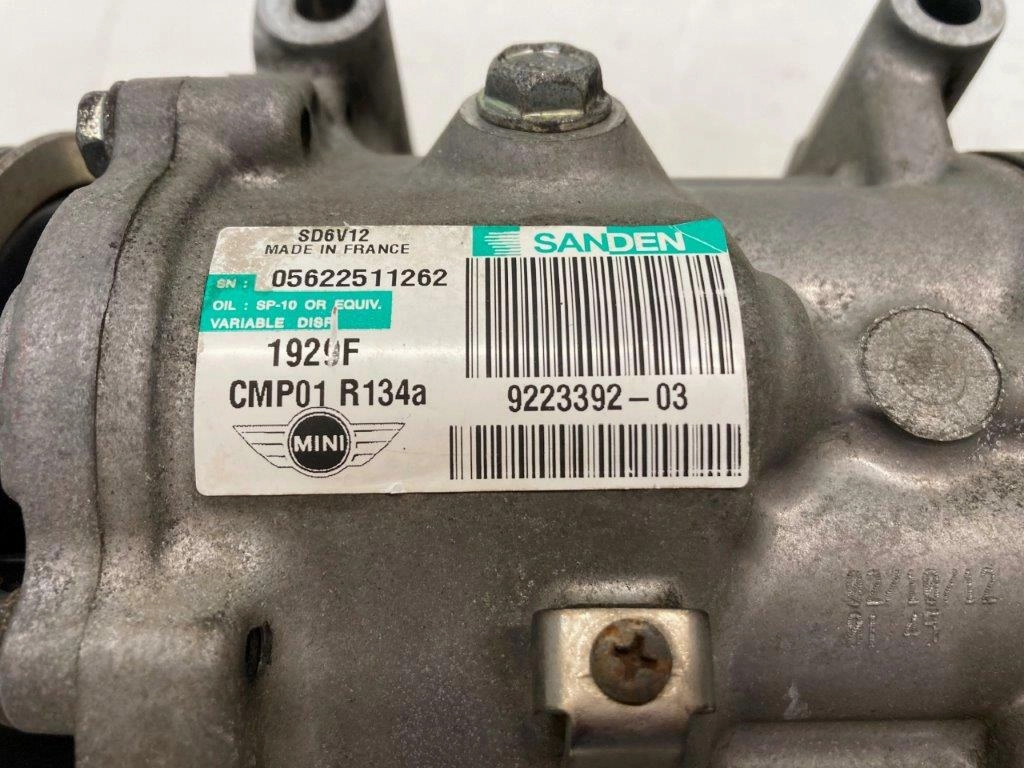 SD6V12
MADE IN FRANCE
SANDEN
SN : 05622511262
OIL : SP-10 OR EQUIV.
VARIABLE DISP
1929F
CMP01 R134a
9223392-03
MINI